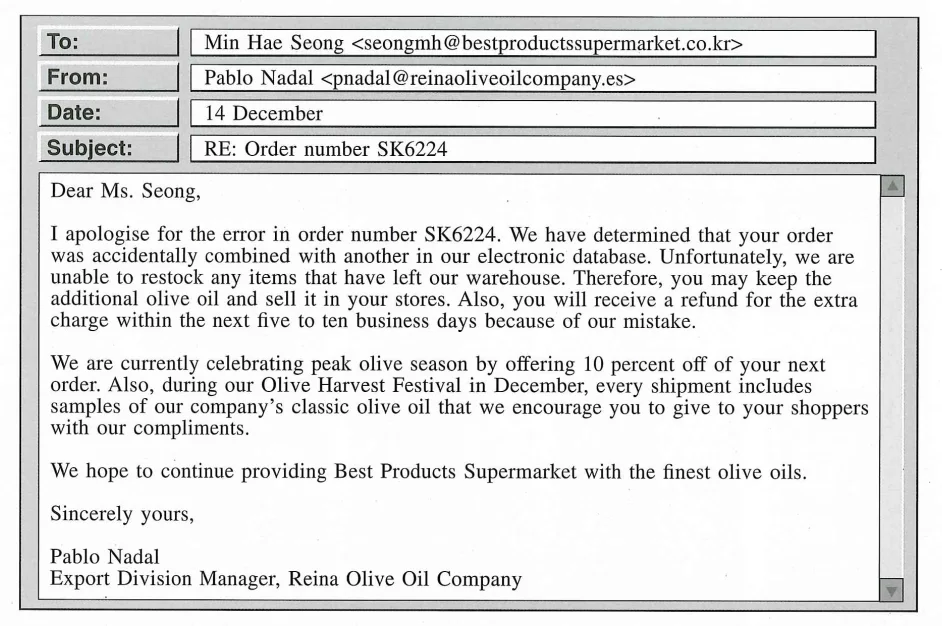 To: Min Hae Seong <seongmh@bestproductssupermarket.co.kr>
From: Pablo Nadal <pnadal@reinaoliveoilcompany.es>
Date: 14 December
Subject: RE: Order number SK6224
Dear Ms. Seong,
I apologise for the error in order number SK6224. We have determined that your order
was accidentally combined with another in our electronic database. Unfortunately, we are
unable to restock any items that have left our warehouse. Therefore, you may keep the
additional olive oil and sell it in your stores. Also, you will receive a refund for the extra
charge within the next five to ten business days because of our mistake.
We are currently celebrating peak olive season by offering 10 percent off of your next
order. Also, during our Olive Harvest Festival in December, every shipment includes
samples of our company's classic olive oil that we encourage you to give to your shoppers
with our compliments.
We hope to continue providing Best Products Supermarket with the finest olive oils.
Sincerely yours,
Pablo Nadal
Export Division Manager, Reina Olive Oil Company